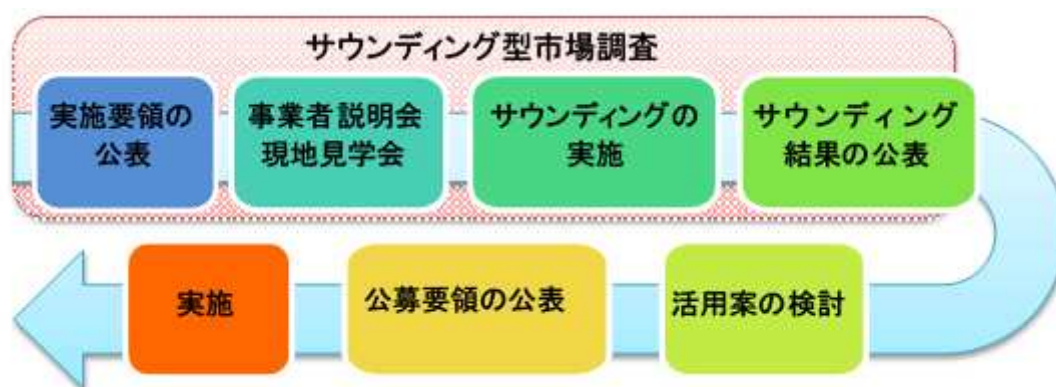 サウンディング型市場調査
実施要領の
公表
事業者説明会
現地見学会
サウンディングの
実施
サウンディング
結果の公表
活用案の検討
公募要領の公表
実施